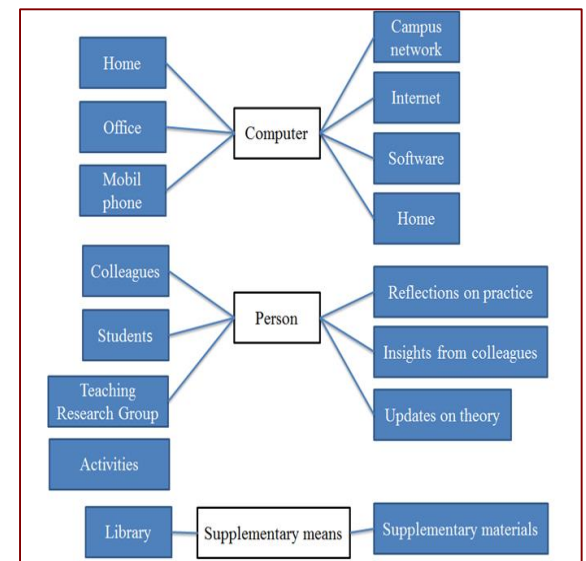 Campus
network
Home
Internet
Office
Computer
Software
Mobil
phone
Home
Colleagues
Reflections on practice
Person
Students
Insights from colleagues
Teaching
Research Group
Updates on theory
Activities
Library
Supplementary means
Supplementary materials